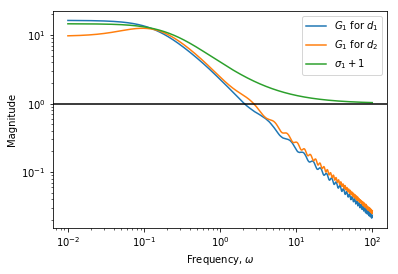 G₁ for d₁
G₁ for d₂
σ₁ + 1
Magnitude
10¹
10⁰
10⁻¹
10⁻² 10⁻¹ 10⁰ 10¹ 10²
Frequency, ω